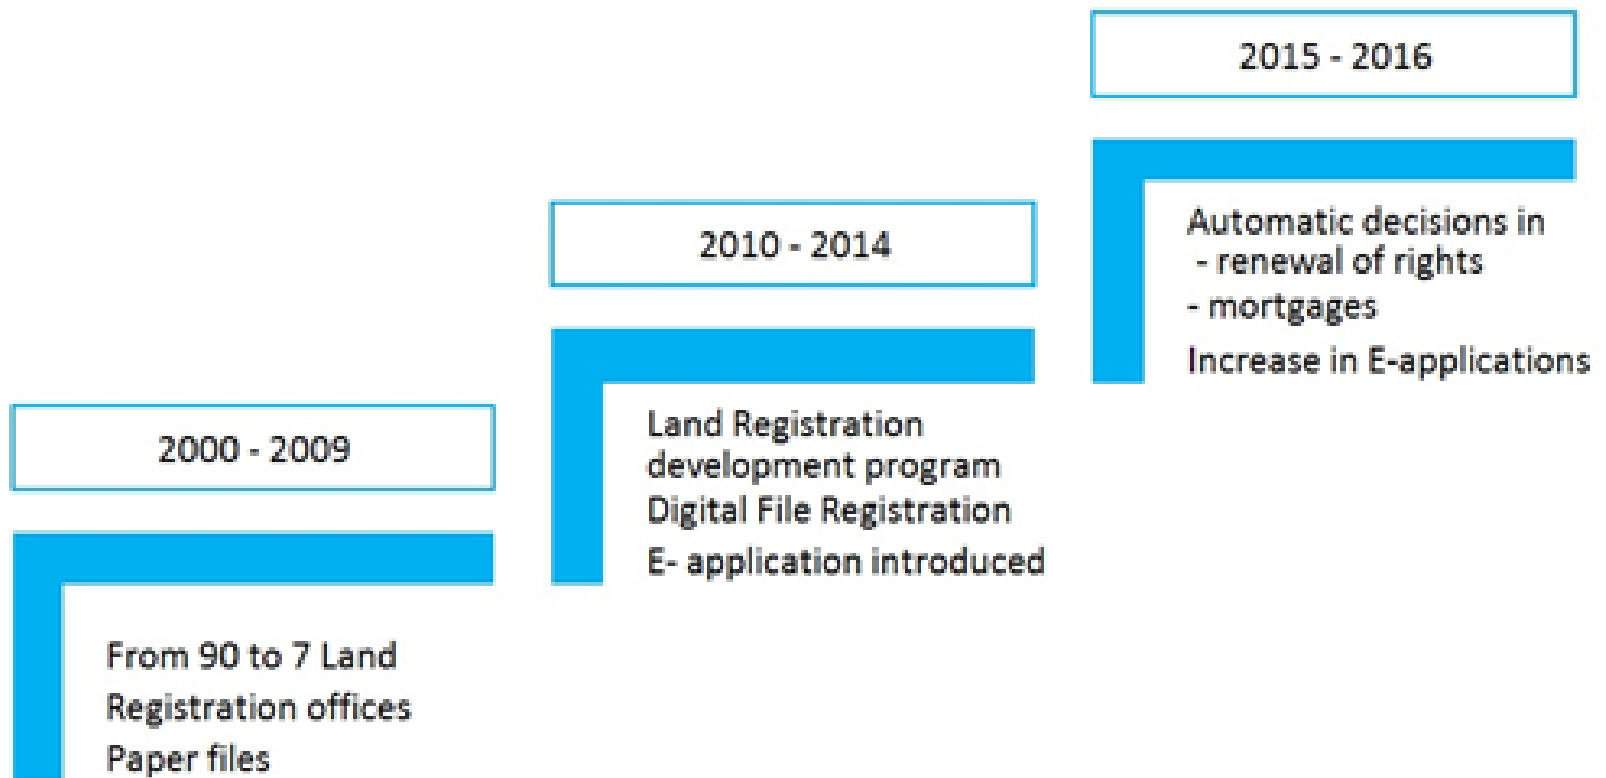 2000 - 2009
From 90 to 7 Land
Registration offices
Paper files
2010 - 2014
Land Registration
development program
Digital File Registration
E- application introduced
2015 - 2016
Automatic decisions in
- renewal of rights
- mortgages
Increase in E-applications